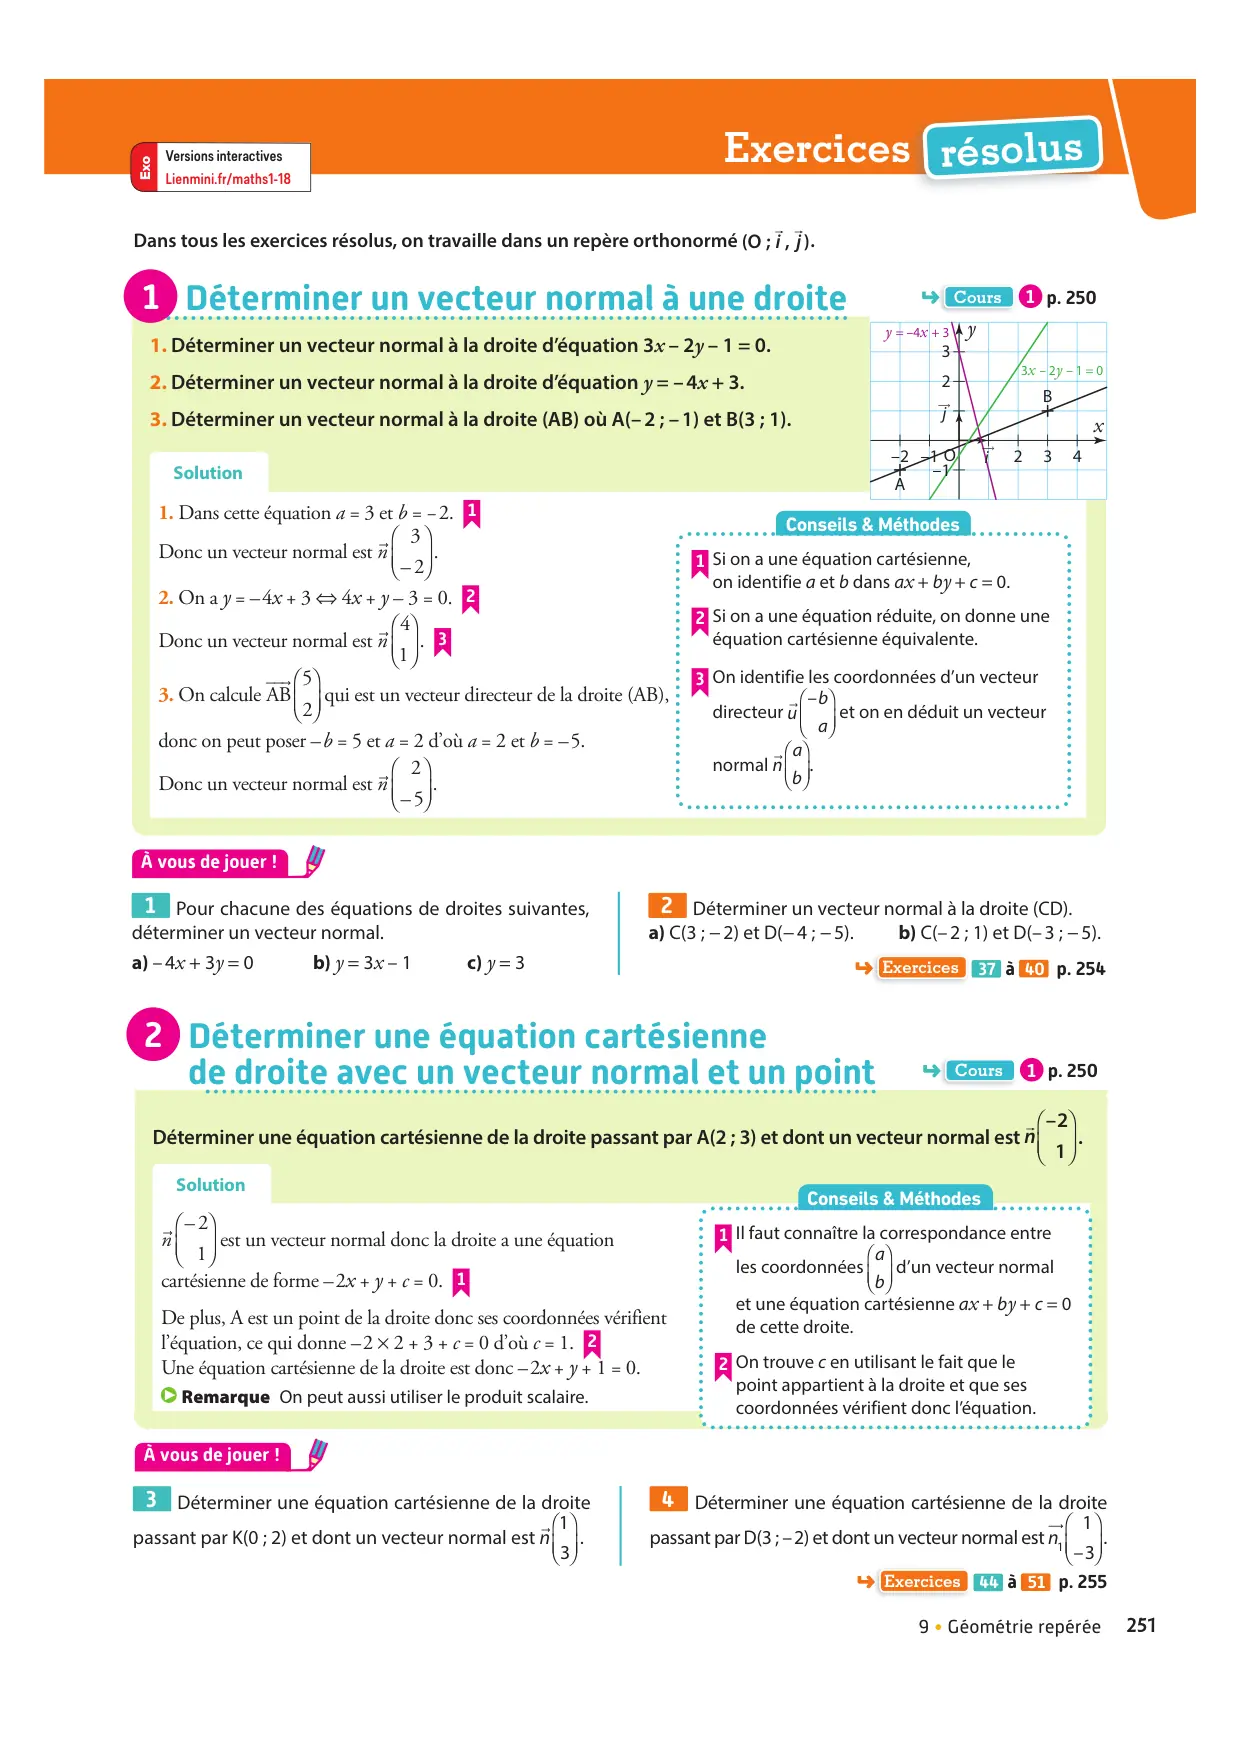 Exercices résolus
Exo
Versions interactives
Lienmini.fr/maths1-18
Dans tous les exercices résolus, on travaille dans un repère orthonormé (O ; i⃗ , j⃗ ).
1 Déterminer un vecteur normal à une droite
Cours 1 p. 250
1. Déterminer un vecteur normal à la droite d’équation 3x – 2y – 1 = 0.
2. Déterminer un vecteur normal à la droite d’équation y = – 4x + 3.
3. Déterminer un vecteur normal à la droite (AB) où A(– 2 ; – 1) et B(3 ; 1).
y = –4x + 3
y
3
3x – 2y – 1 = 0
2
B
j⃗
x
–2 –1 O i⃗ 2 3 4
–1
A
Solution
1. Dans cette équation a = 3 et b = – 2. 1
Donc un vecteur normal est n⃗ (3 – 2).
2. On a y = – 4x + 3 ⇔ 4x + y – 3 = 0. 2
Donc un vecteur normal est n⃗ (4 1). 3
3. On calcule AB⃗ (5 2) qui est un vecteur directeur de la droite (AB),
donc on peut poser – b = 5 et a = 2 d’où a = 2 et b = – 5.
Donc un vecteur normal est n⃗ (2 – 5).
Conseils & Méthodes
1 Si on a une équation cartésienne,
on identifie a et b dans ax + by + c = 0.
2 Si on a une équation réduite, on donne une
équation cartésienne équivalente.
3 On identifie les coordonnées d’un vecteur
directeur u⃗ (–b a) et on en déduit un vecteur
normal n⃗ (a b).
À vous de jouer !
1 Pour chacune des équations de droites suivantes,
déterminer un vecteur normal.
a) – 4x + 3y = 0 b) y = 3x – 1 c) y = 3
2 Déterminer un vecteur normal à la droite (CD).
a) C(3 ; – 2) et D(– 4 ; – 5). b) C(– 2 ; 1) et D(– 3 ; – 5).
Exercices 37 à 40 p. 254
2 Déterminer une équation cartésienne
de droite avec un vecteur normal et un point
Cours 1 p. 250
Déterminer une équation cartésienne de la droite passant par A(2 ; 3) et dont un vecteur normal est n⃗ (–2 1).
Solution
n⃗ (– 2 1) est un vecteur normal donc la droite a une équation
cartésienne de forme – 2x + y + c = 0. 1
De plus, A est un point de la droite donc ses coordonnées vérifient
l’équation, ce qui donne – 2 × 2 + 3 + c = 0 d’où c = 1. 2
Une équation cartésienne de la droite est donc – 2x + y + 1 = 0.
Remarque On peut aussi utiliser le produit scalaire.
Conseils & Méthodes
1 Il faut connaître la correspondance entre
les coordonnées (a b) d’un vecteur normal
et une équation cartésienne ax + by + c = 0
de cette droite.
2 On trouve c en utilisant le fait que le
point appartient à la droite et que ses
coordonnées vérifient donc l’équation.
À vous de jouer !
3 Déterminer une équation cartésienne de la droite
passant par K(0 ; 2) et dont un vecteur normal est n⃗ (1 3).
4 Déterminer une équation cartésienne de la droite
passant par D(3 ; – 2) et dont un vecteur normal est n₁⃗ (1 –3).
Exercices 44 à 51 p. 255
9 • Géométrie repérée 251